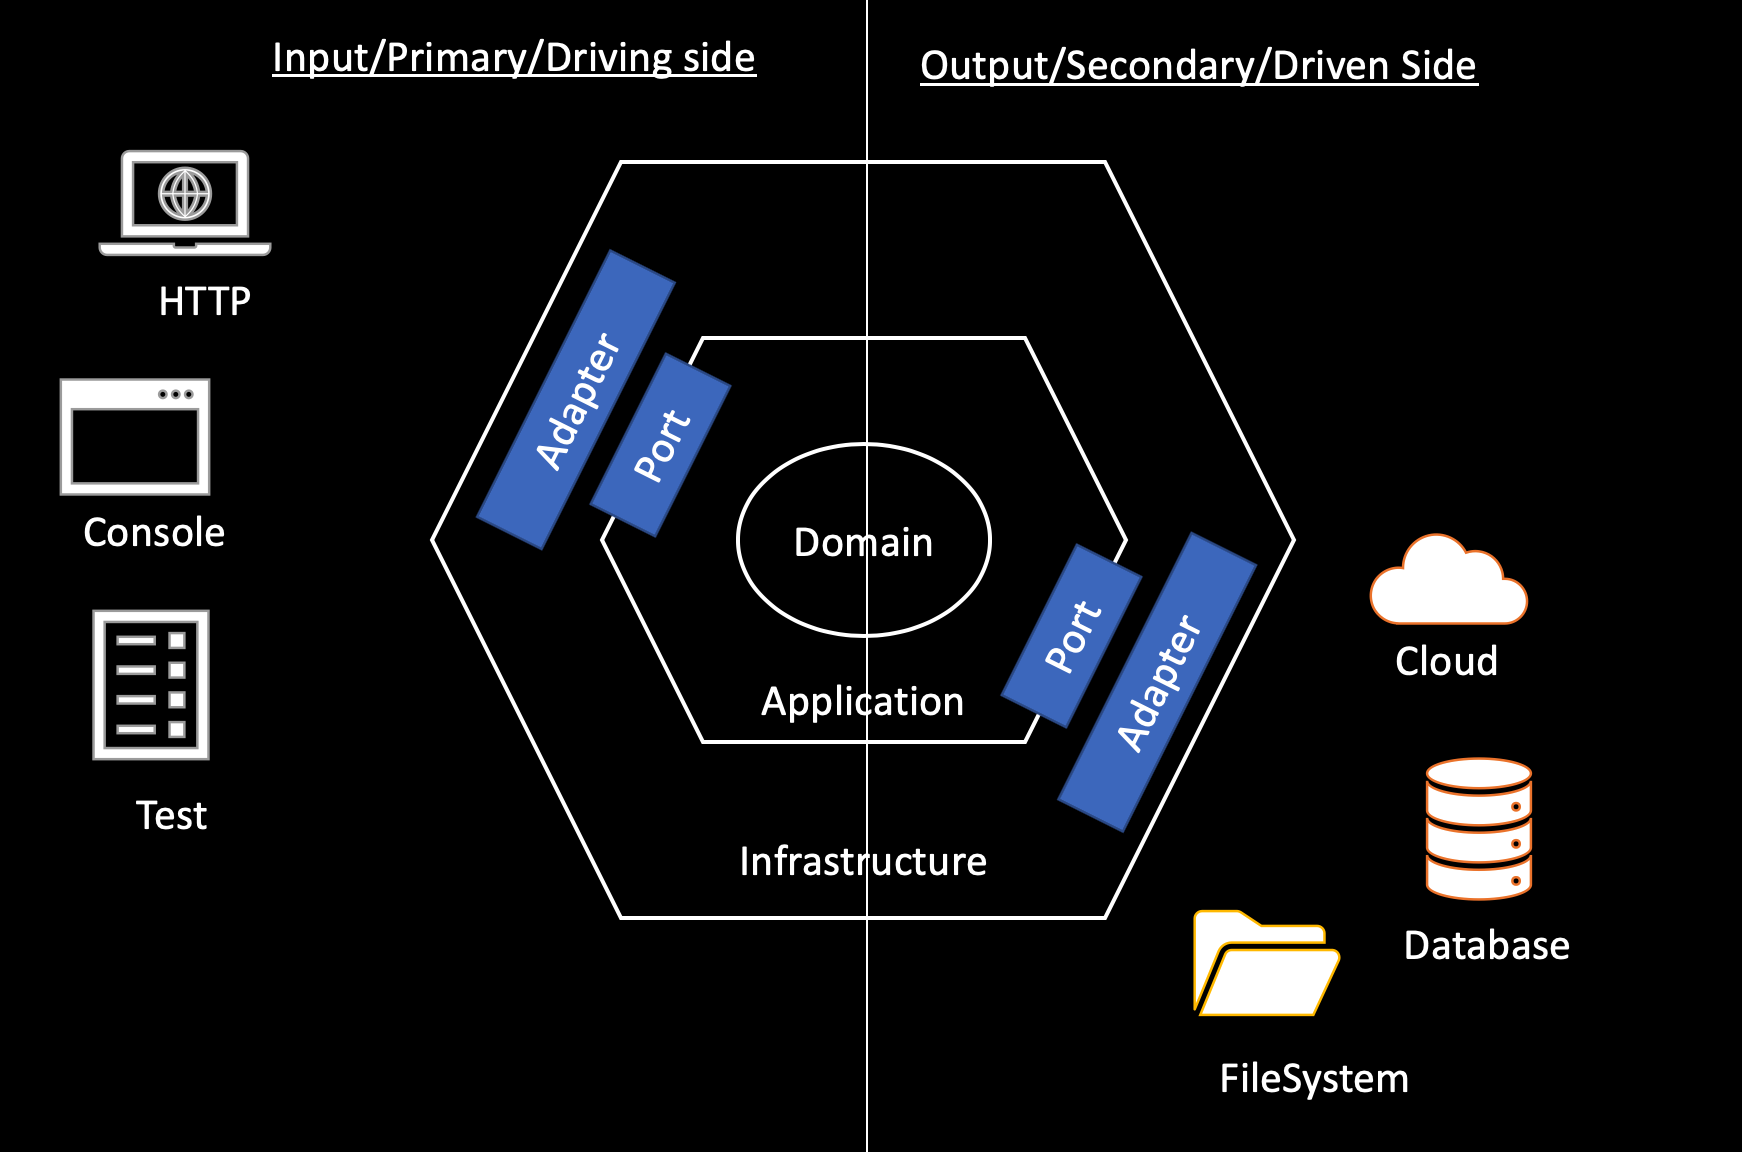 Input/Primary/Driving side
Output/Secondary/Driven Side
HTTP
Console
Test
Adapter
Port
Domain
Application
Infrastructure
Port
Adapter
Cloud
Database
FileSystem